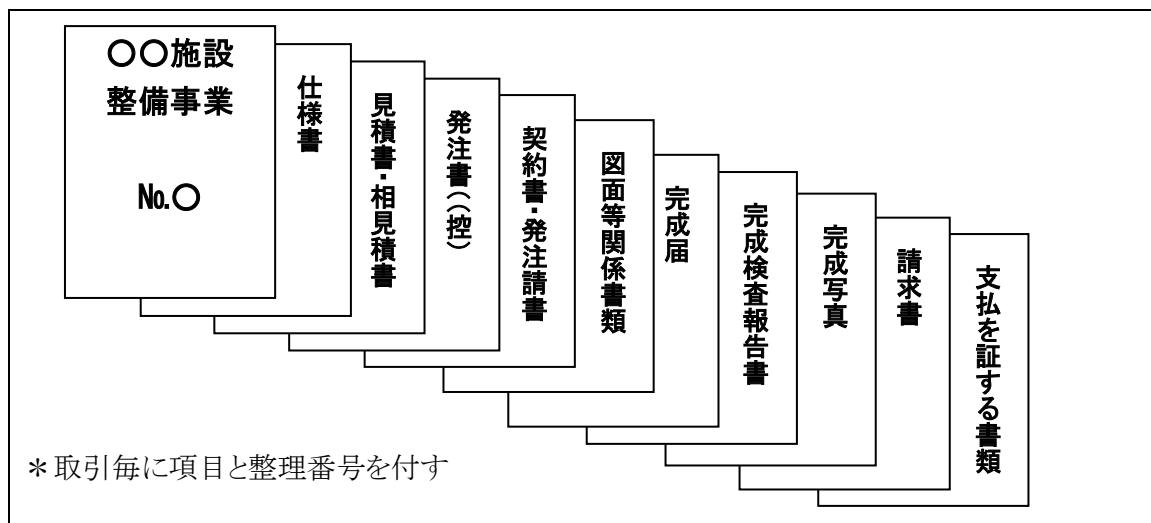 〇〇施設
整備事業
№〇
仕様書
見積書・相見積書
発注書((控)
契約書・発注請書
図面等関係書類
完成届
完成検査報告書
完成写真
請求書
支払を証する書類
＊取引毎に項目と整理番号を付す